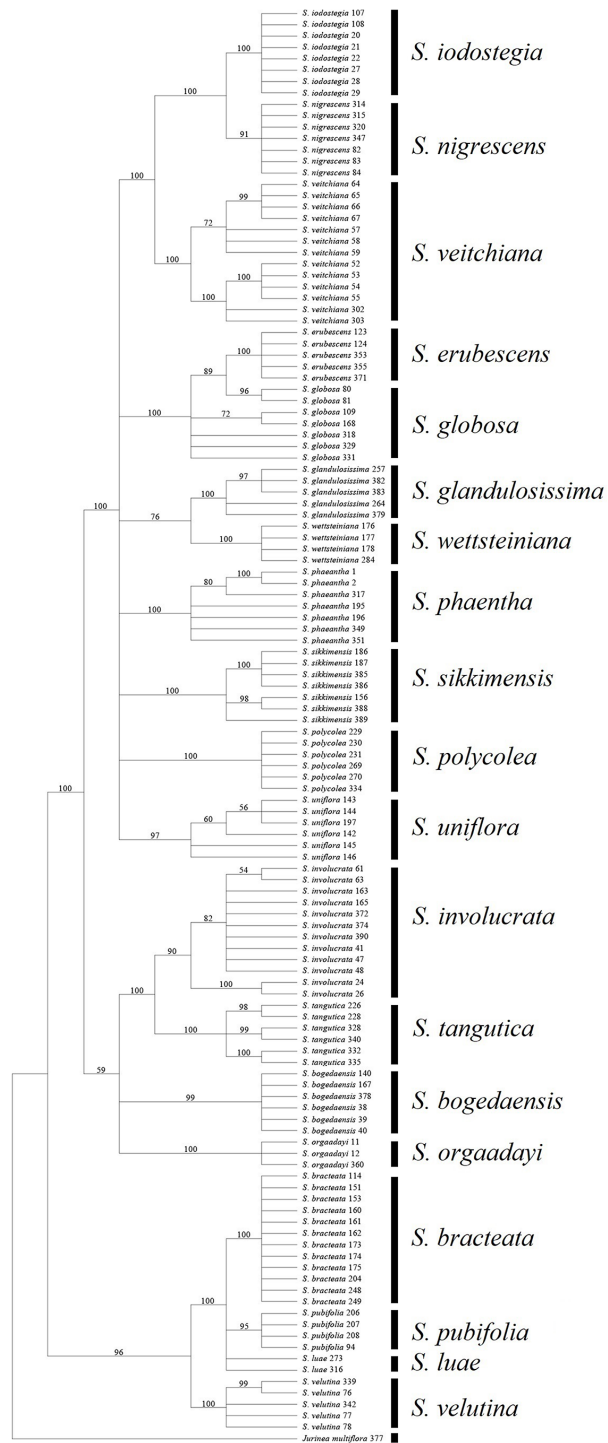 S. iodostegia 107
S. iodostegia 108
S. iodostegia 20
S. iodostegia 21
S. iodostegia 22
S. iodostegia 27
S. iodostegia 28
S. iodostegia 29
100
S. iodostegia
100
S. nigrescens 314
S. nigrescens 315
S. nigrescens 320
S. nigrescens 347
S. nigrescens 82
S. nigrescens 83
S. nigrescens 84
91
S. nigrescens
100
S. veitchiana 64
S. veitchiana 65
S. veitchiana 66
S. veitchiana 67
99
S. veitchiana 57
S. veitchiana 58
S. veitchiana 59
72
S. veitchiana 52
S. veitchiana 53
S. veitchiana 54
S. veitchiana 55
100
S. veitchiana 302
S. veitchiana 303
100
100
S. veitchiana
S. erubescens 123
S. erubescens 124
S. erubescens 353
S. erubescens 355
S. erubescens 371
100
S. erubescens
89
S. globosa 80
S. globosa 81
96
S. globosa 109
S. globosa 168
72
S. globosa 318
S. globosa 329
S. globosa 331
100
S. globosa
S. glandulosissima 257
S. glandulosissima 382
S. glandulosissima 383
97
S. glandulosissima 264
S. glandulosissima 379
100
S. glandulosissima
100
76
S. wettsteiniana 176
S. wettsteiniana 177
S. wettsteiniana 178
S. wettsteiniana 284
100
S. wettsteiniana
S. phaeantha 1
S. phaeantha 2
100
S. phaeantha 317
80
S. phaeantha 195
S. phaeantha 196
S. phaeantha 349
S. phaeantha 351
100
S. phaentha
S. sikkimensis 186
S. sikkimensis 187
S. sikkimensis 385
S. sikkimensis 386
100
S. sikkimensis 156
S. sikkimensis 388
98
S. sikkimensis 389
100
S. sikkimensis
S. polycolea 229
S. polycolea 230
S. polycolea 231
S. polycolea 269
S. polycolea 270
S. polycolea 334
100
S. polycolea
100
S. uniflora 143
S. uniflora 144
S. uniflora 197
56
S. uniflora 142
60
S. uniflora 145
S. uniflora 146
97
S. uniflora
S. involucrata 61
S. involucrata 63
54
S. involucrata 163
S. involucrata 165
S. involucrata 372
S. involucrata 374
S. involucrata 390
S. involucrata 41
S. involucrata 47
S. involucrata 48
82
S. involucrata
90
S. involucrata 24
S. involucrata 26
100
100
S. tangutica 226
S. tangutica 228
98
S. tangutica 328
S. tangutica 340
99
S. tangutica 332
S. tangutica 335
100
100
S. tangutica
59
S. bogedaensis 140
S. bogedaensis 167
S. bogedaensis 378
S. bogedaensis 38
S. bogedaensis 39
S. bogedaensis 40
99
S. bogedaensis
S. orgaadayi 11
S. orgaadayi 12
S. orgaadayi 360
100
S. orgaadayi
S. bracteata 114
S. bracteata 151
S. bracteata 153
S. bracteata 160
S. bracteata 161
S. bracteata 162
S. bracteata 173
S. bracteata 174
S. bracteata 175
S. bracteata 204
S. bracteata 248
S. bracteata 249
100
S. bracteata
100
S. pubifolia 206
S. pubifolia 207
S. pubifolia 208
S. pubifolia 94
95
S. pubifolia
S. luae 273
S. luae 316
S. luae
96
S. velutina 339
S. velutina 76
99
S. velutina 342
S. velutina 77
S. velutina 78
100
S. velutina
Jurinea multiflora 377